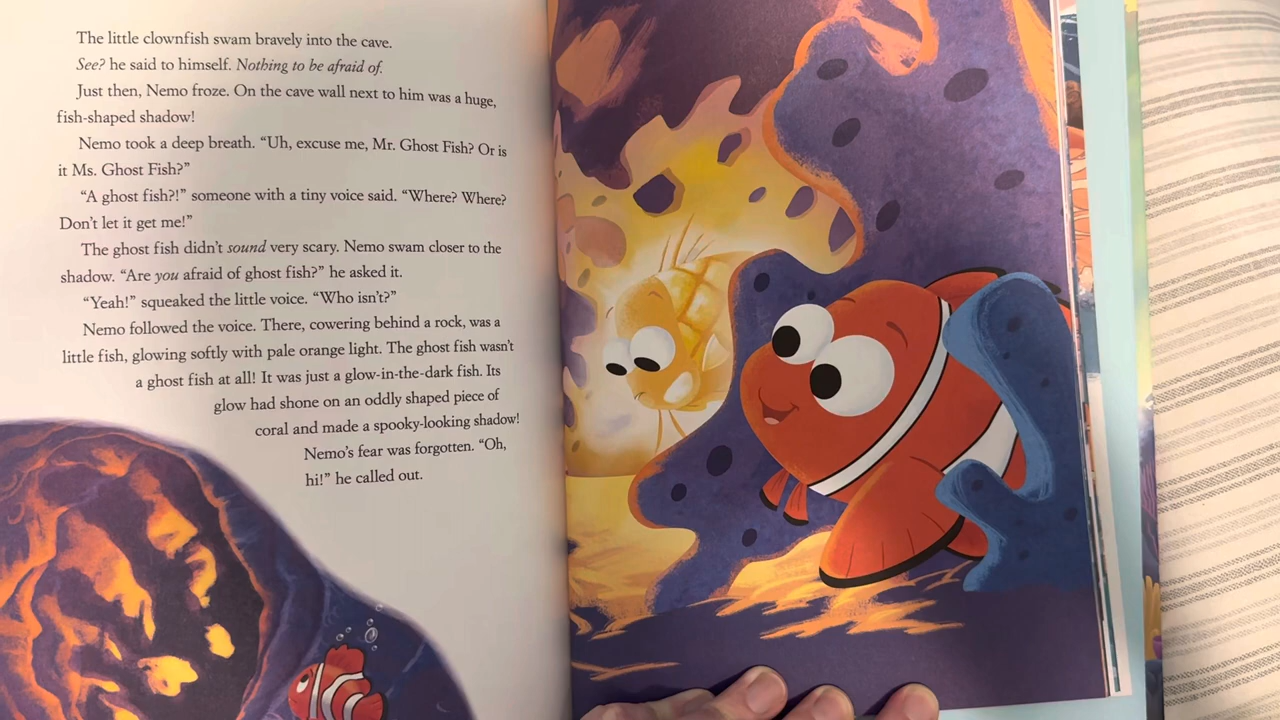 The little clownfish swam bravely into the cave.
See? he said to himself. Nothing to be afraid of.
Just then, Nemo froze. On the cave wall next to him was a huge,
fish-shaped shadow!
Nemo took a deep breath. “Uh, excuse me, Mr. Ghost Fish? Or is
it Ms. Ghost Fish?”
“A ghost fish?!” someone with a tiny voice said. “Where? Where?
Don’t let it get me!”
The ghost fish didn’t sound very scary. Nemo swam closer to the
shadow. “Are you afraid of ghost fish?” he asked it.
“Yeah!” squeaked the little voice. “Who isn’t?”
Nemo followed the voice. There, cowering behind a rock, was a
little fish, glowing softly with pale orange light. The ghost fish wasn’t
a ghost fish at all! It was just a glow-in-the-dark fish. Its
glow had shone on an oddly shaped piece of
coral and made a spooky-looking shadow!
Nemo’s fear was forgotten. “Oh,
hi!” he called out.